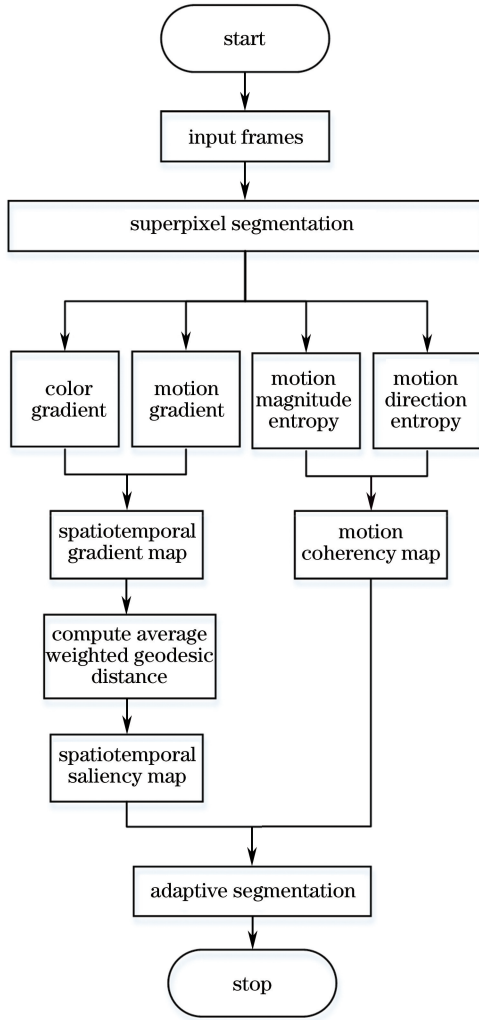 start
input frames
superpixel segmentation
color
gradient
motion
gradient
motion
magnitude
entropy
motion
direction
entropy
spatiotemporal
gradient map
motion
coherency map
compute average
weighted geodesic
distance
spatiotemporal
saliency map
adaptive segmentation
stop